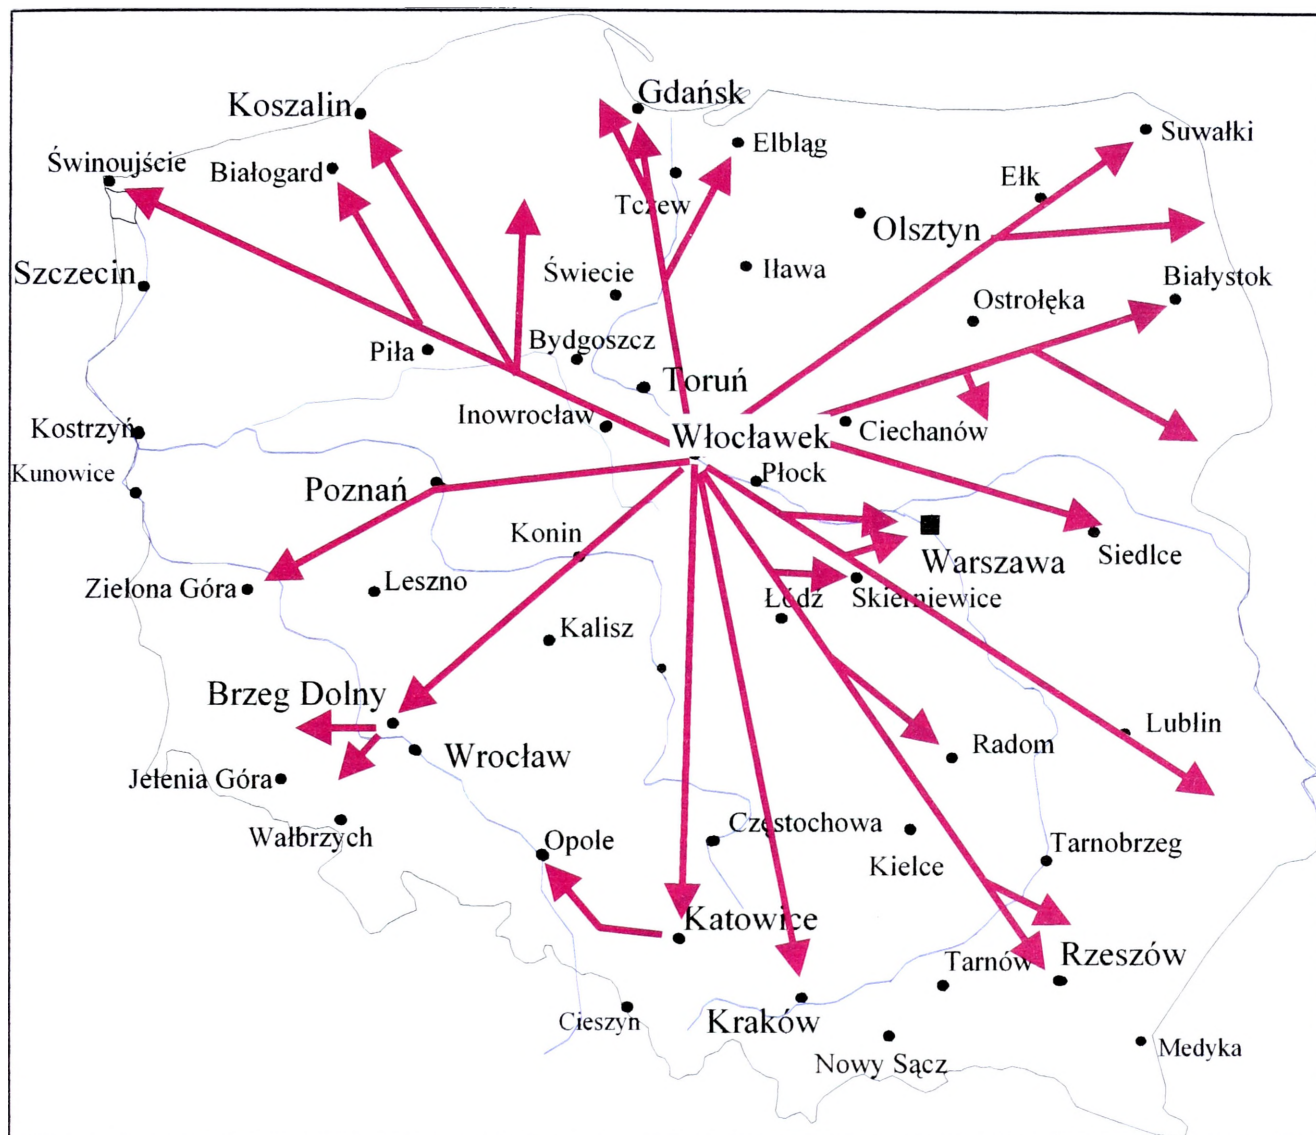 Gdańsk
Koszalin
Suwałki
Elbląg
Świnoujście
Białogard
Ełk
Tczew
Olsztyn
Szczecin
Świecie
Iława
Białystok
Ostrołęka
Bydgoszcz
Piła
Toruń
Inowrocław
Kostrzyń
Włocławek
Ciechanów
Kunowice
Płock
Poznań
Konin
Siedlce
Warszawa
Zielona Góra
Leszno
Łódź
Skierniewice
Kalisz
Brzeg Dolny
Lublin
Radom
Wrocław
Jelenia Góra
Częstochowa
Wałbrzych
Opole
Tarnobrzeg
Kielce
Katowice
Rzeszów
Tarnów
Cieszyn
Kraków
Medyka
Nowy Sącz